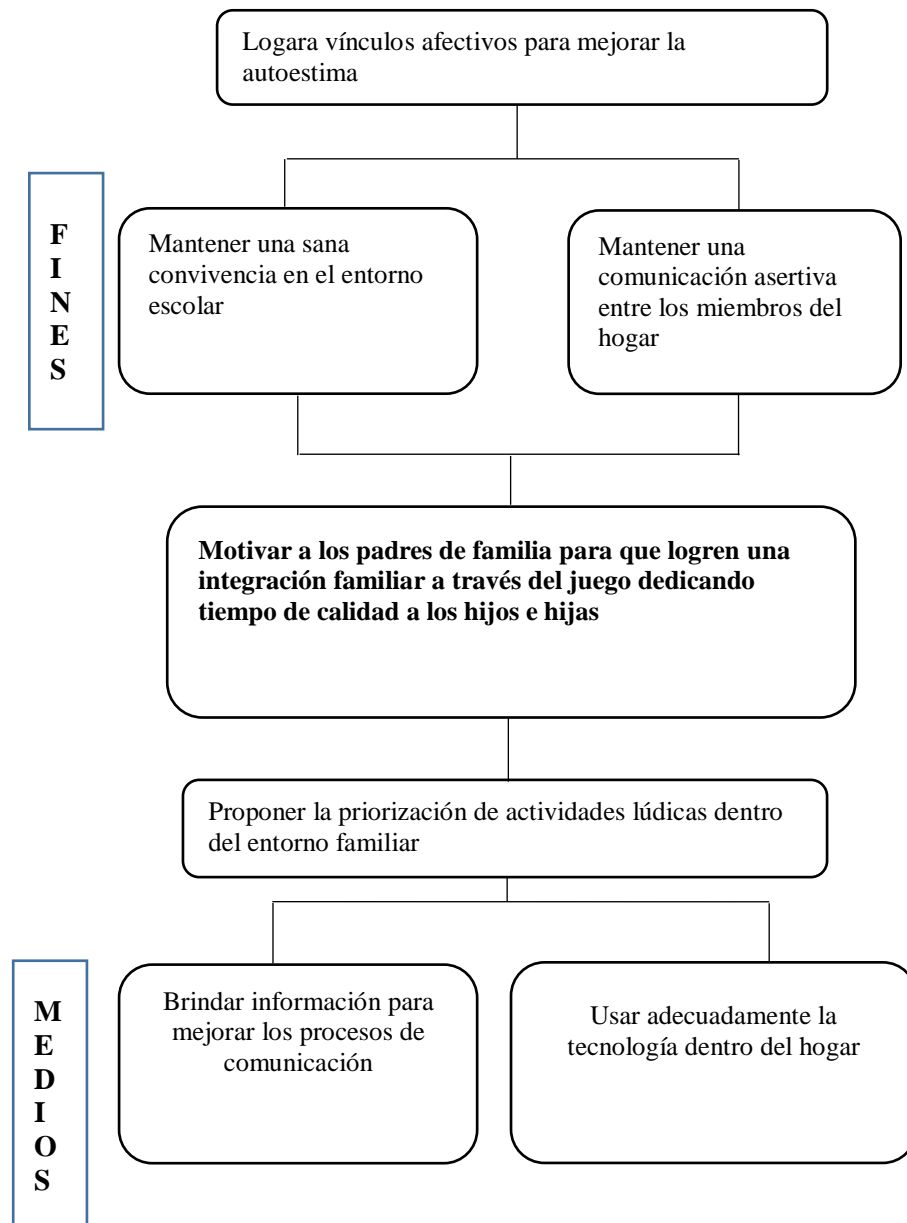 Logara vínculos afectivos para mejorar la
autoestima
FINES
Mantener una sana
convivencia en el entorno
escolar
Mantener una
comunicación asertiva
entre los miembros del
hogar
Motivar a los padres de familia para que logren una
integración familiar a través del juego dedicando
tiempo de calidad a los hijos e hijas
Proponer la priorización de actividades lúdicas dentro
del entorno familiar
MEDIOS
Brindar información para
mejorar los procesos de
comunicación
Usar adecuadamente la
tecnología dentro del hogar